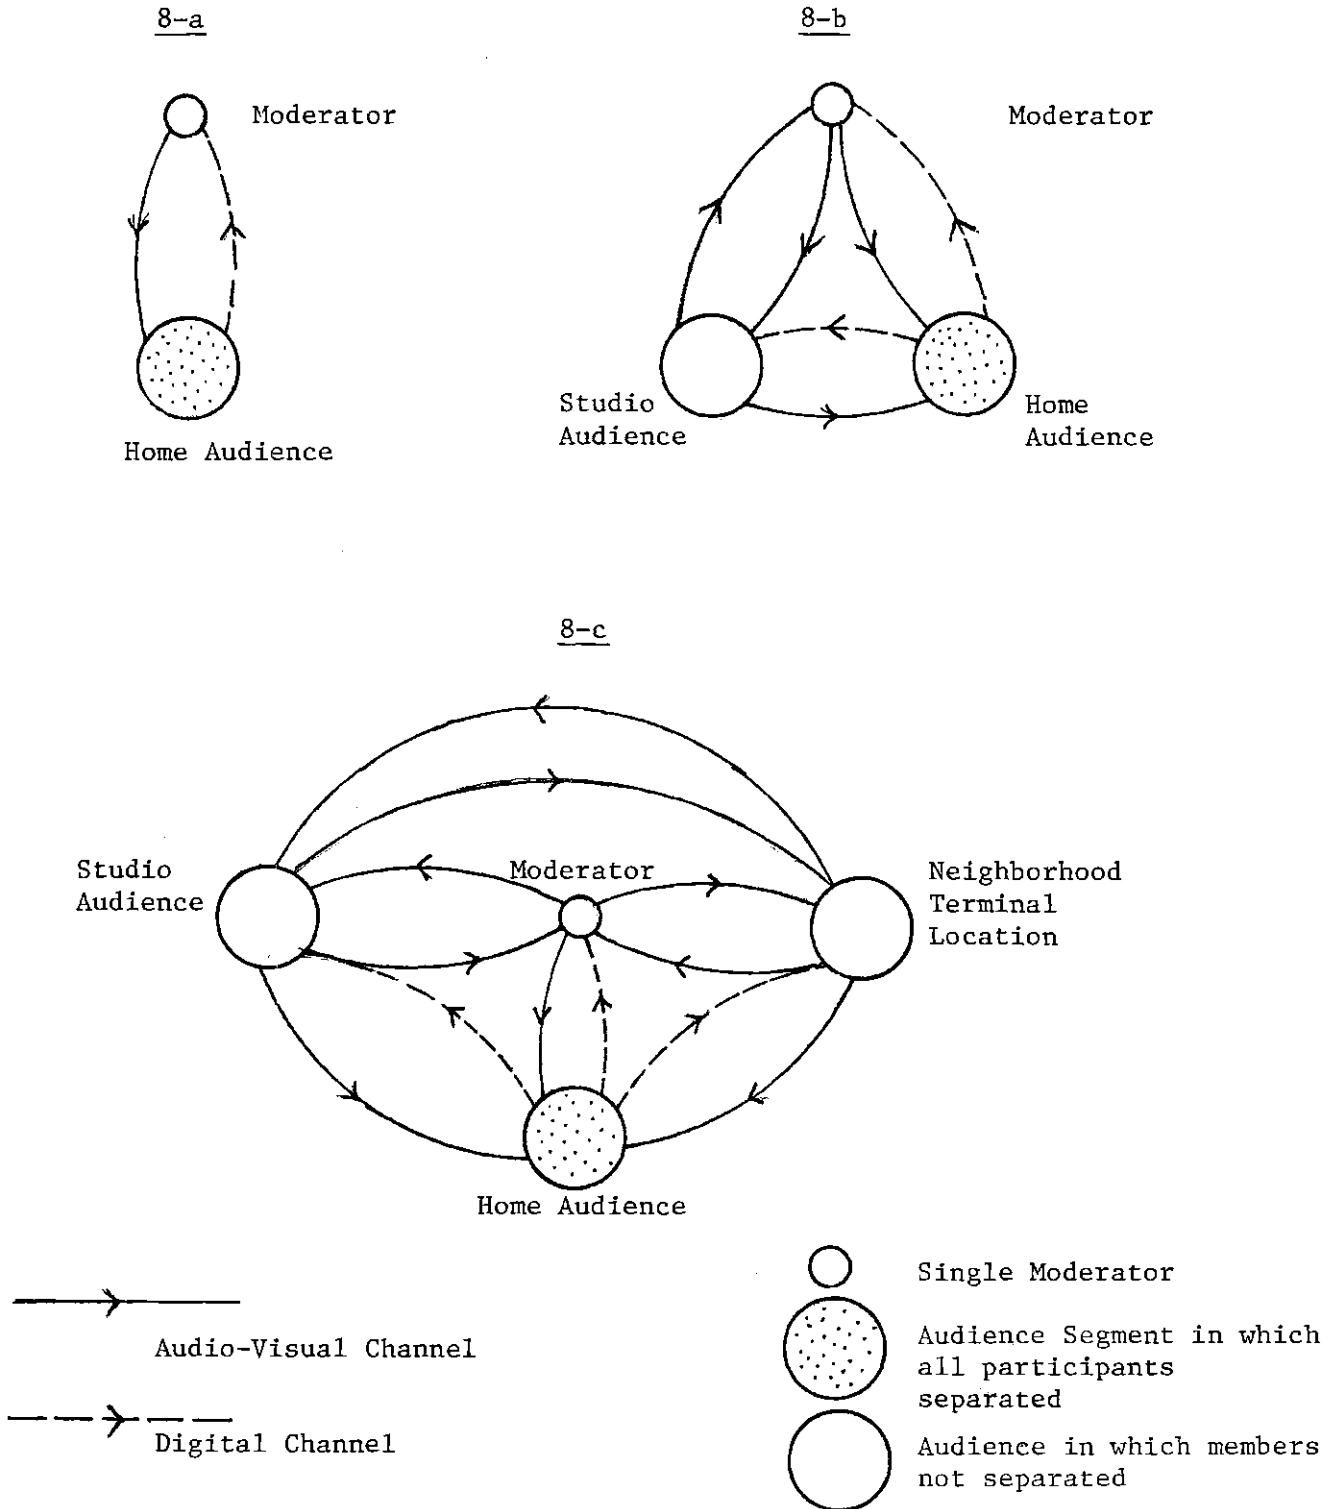 8-a
8-b
Moderator
Moderator
Studio
Audience
Home
Audience
Home Audience
8-c
Studio
Audience
Moderator
Neighborhood
Terminal
Location
Home Audience
Single Moderator
Audio-Visual Channel
Audience Segment in which
all participants
separated
Digital Channel
Audience in which members
not separated